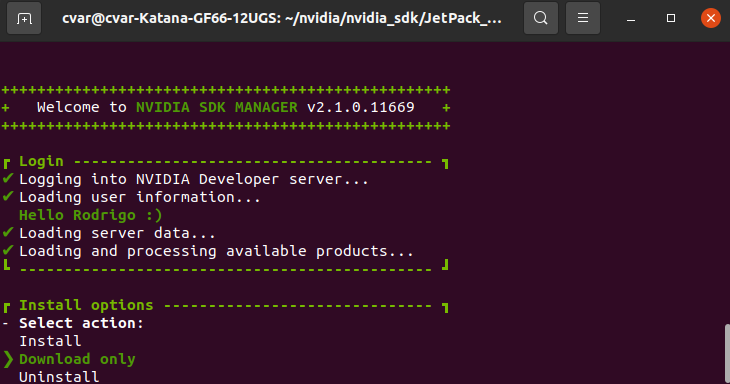 cvar@cvar-Katana-GF66-12UGS: ~/nvidia/nvidia_sdk/JetPack_...
++++++++++++++++++++++++++++++++++++++++++++++++++
+   Welcome to NVIDIA SDK MANAGER v2.1.0.11669   +
++++++++++++++++++++++++++++++++++++++++++++++++++
┏ Login ---------------------------------------- ┓
✔ Logging into NVIDIA Developer server...
✔ Loading user information...
Hello Rodrigo :)
✔ Loading server data...
✔ Loading and processing available products...
┗ ---------------------------------------------- ┛
┏ Install options ------------------------------ ┓
- Select action:
Install
❯ Download only
Uninstall